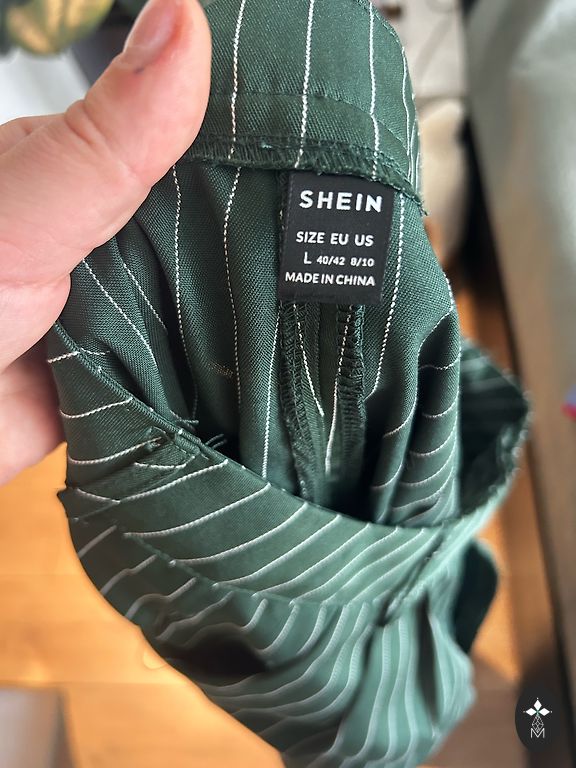 SHEIN
SIZE EU US
L 40/42 8/10
MADE IN CHINA